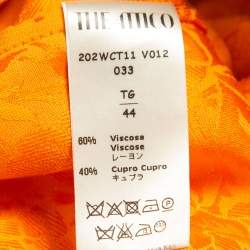 THE ATTICO
202WCT11 V012
033
TG
44
60% Viscosa
Viscose
レーヨン
40% Cupro Cupro
キュプラ